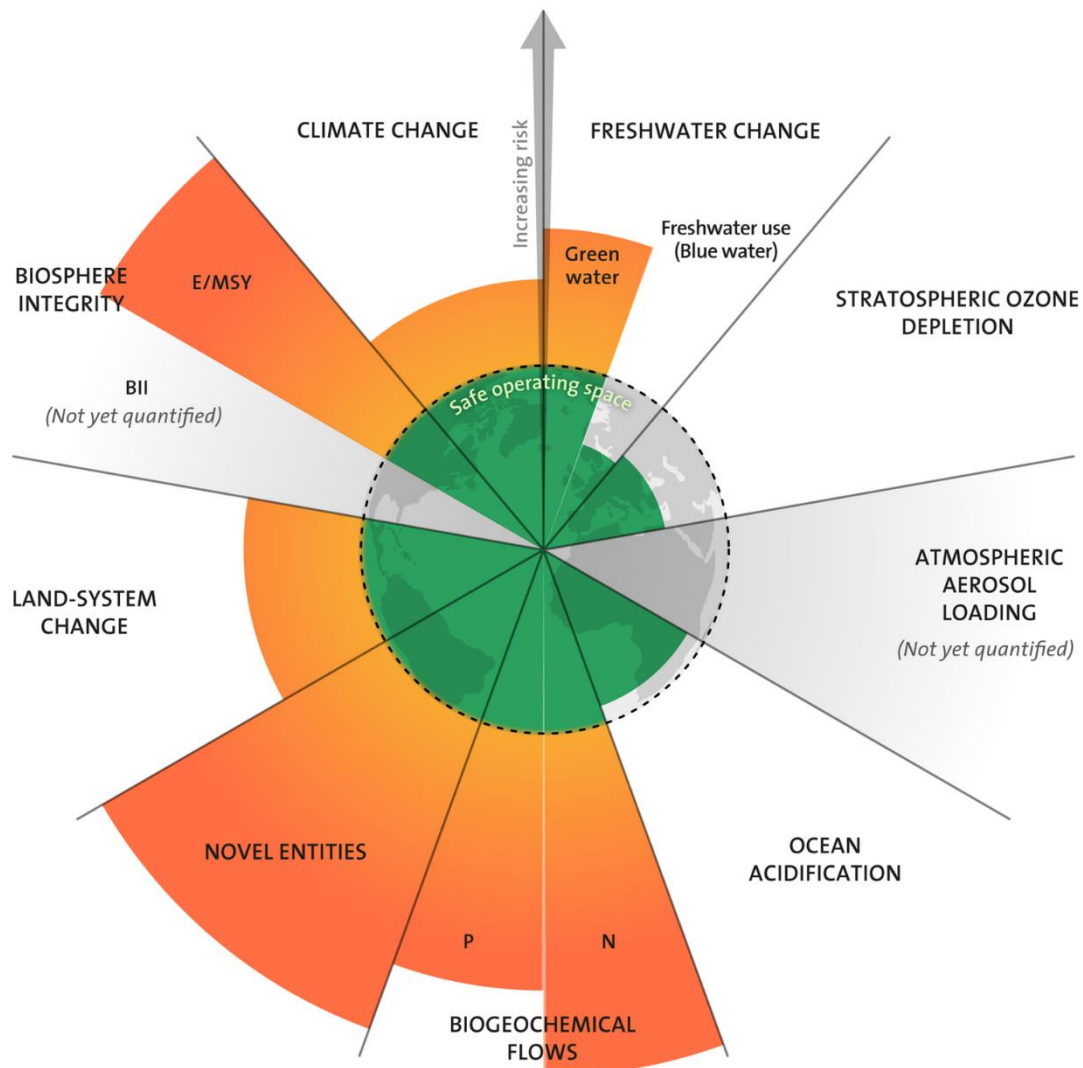 CLIMATE CHANGE
FRESHWATER CHANGE
Increasing risk
Freshwater use
(Blue water)
Green
water
BIOSPHERE
INTEGRITY
E/MSY
STRATOSPHERIC OZONE
DEPLETION
BII
(Not yet quantified)
Safe operating space
ATMOSPHERIC
AEROSOL
LOADING
(Not yet quantified)
LAND-SYSTEM
CHANGE
NOVEL ENTITIES
OCEAN
ACIDIFICATION
P
N
BIOGEOCHEMICAL
FLOWS